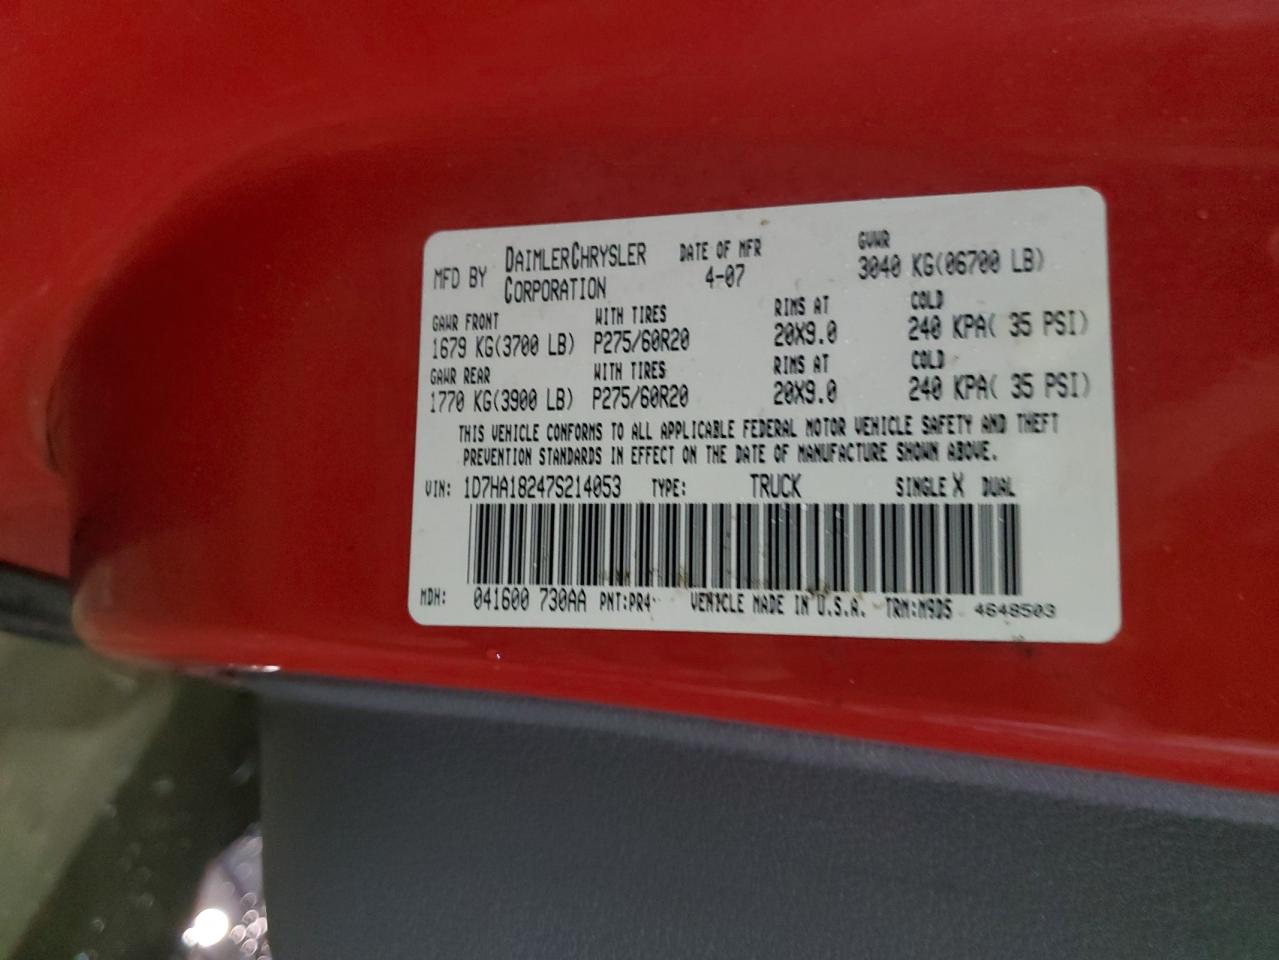 MFD BY DAIMLERCHRYSLER CORPORATION DATE OF MFR 4-07 GVWR 3040 KG(06700 LB)
GAWR FRONT WITH TIRES RIMS AT COLD
1679 KG(3700 LB) P275/60R20 20X9.0 240 KPA( 35 PSI)
GAWR REAR WITH TIRES RIMS AT COLD
1770 KG(3900 LB) P275/60R20 20X9.0 240 KPA( 35 PSI)
THIS VEHICLE CONFORMS TO ALL APPLICABLE FEDERAL MOTOR VEHICLE SAFETY AND THEFT
PREVENTION STANDARDS IN EFFECT ON THE DATE OF MANUFACTURE SHOWN ABOVE.
VIN: 1D7HA18247S214053 TYPE: TRUCK SINGLE X DUAL
MDH: 041600 730AA PNT:PR4 VEHICLE MADE IN U.S.A. TRM:M9D5 4648503